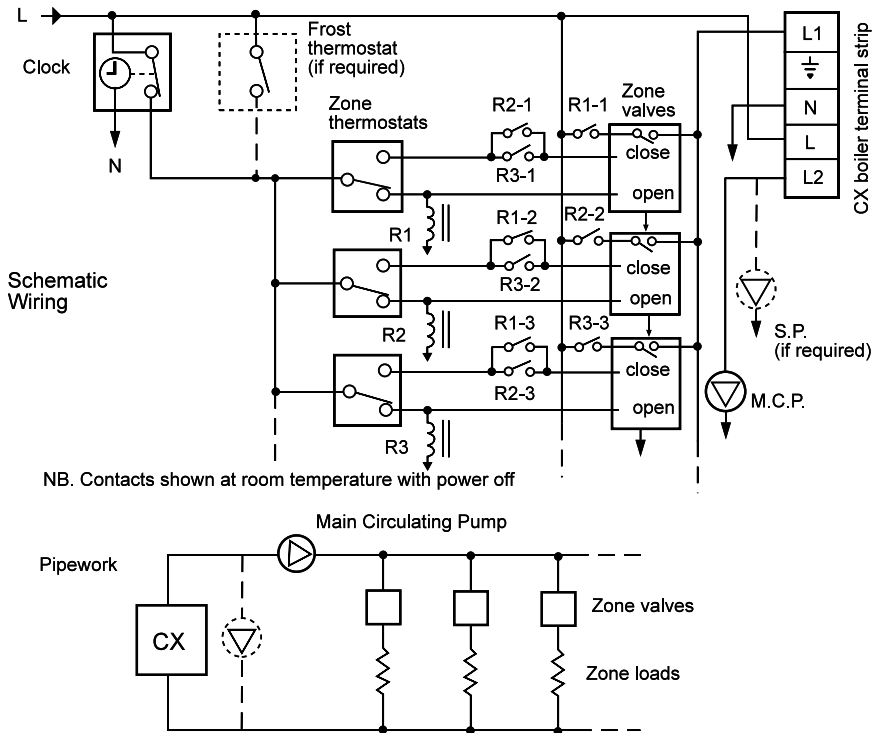 L
Clock
N
Frost
thermostat
(if required)
Zone
thermostats
R2-1
R1-1
Zone
valves
close
R3-1
open
R1
R1-2
R2-2
close
R3-2
open
R2
R1-3
R3-3
close
R2-3
open
R3
L1
N
L
L2
CX boiler terminal strip
S.P.
(if required)
M.C.P.
Schematic
Wiring
NB. Contacts shown at room temperature with power off
Main Circulating Pump
Pipework
CX
Zone valves
Zone loads